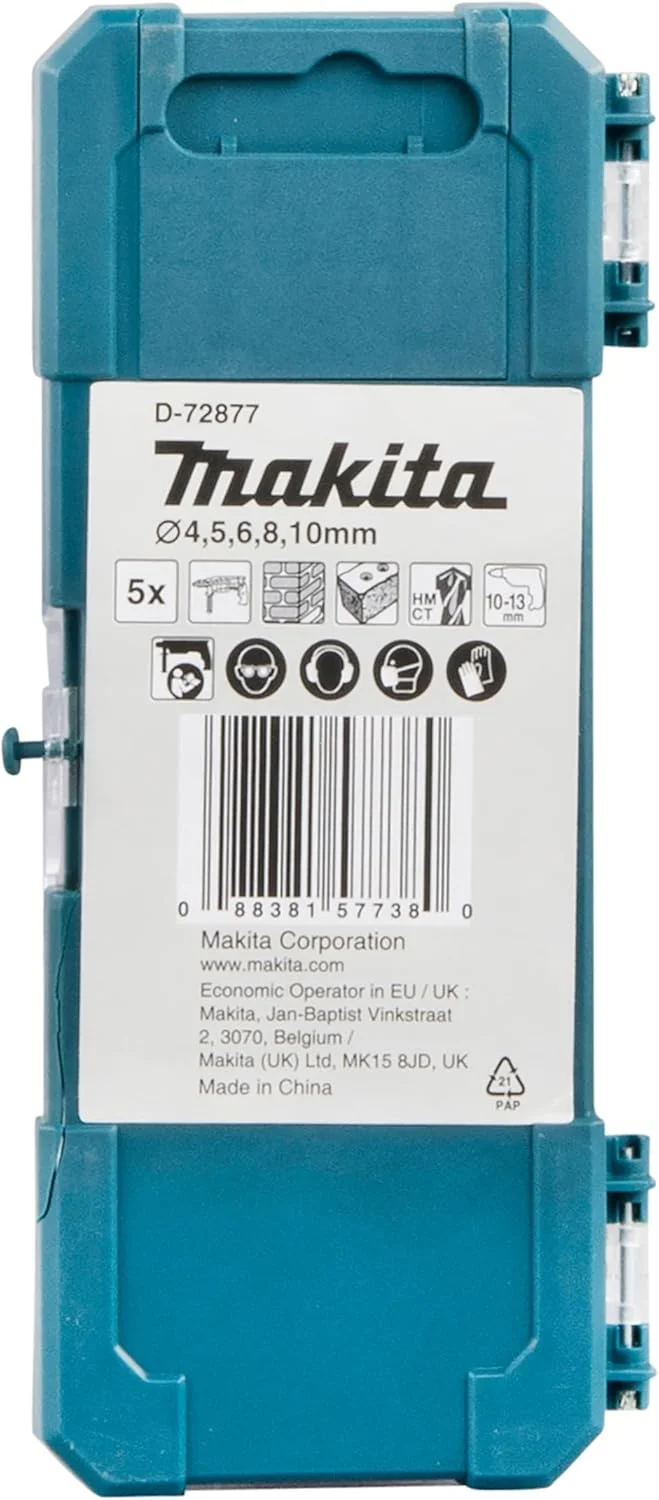 D-72877
makita
Ø4,5,6,8,10mm
5x
HM
CT
10-13
mm
0 88381 57738 0
Makita Corporation
www.makita.com
Economic Operator in EU / UK :
Makita, Jan-Baptist Vinkstraat
2, 3070, Belgium /
Makita (UK) Ltd, MK15 8JD, UK
Made in China
21
PAP